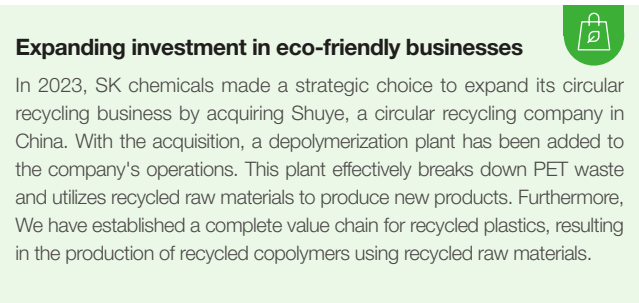 Expanding investment in eco-friendly businesses
In 2023, SK chemicals made a strategic choice to expand its circular
recycling business by acquiring Shuye, a circular recycling company in
China. With the acquisition, a depolymerization plant has been added to
the company's operations. This plant effectively breaks down PET waste
and utilizes recycled raw materials to produce new products. Furthermore,
We have established a complete value chain for recycled plastics, resulting
in the production of recycled copolymers using recycled raw materials.